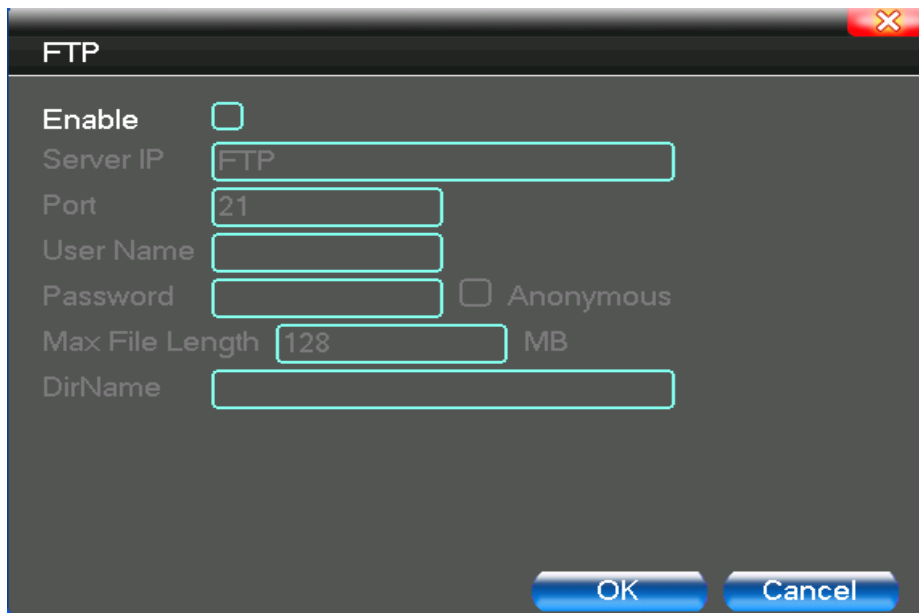 FTP
Enable
Server IP FTP
Port 21
User Name
Password Anonymous
Max File Length 128 MB
DirName
OK Cancel